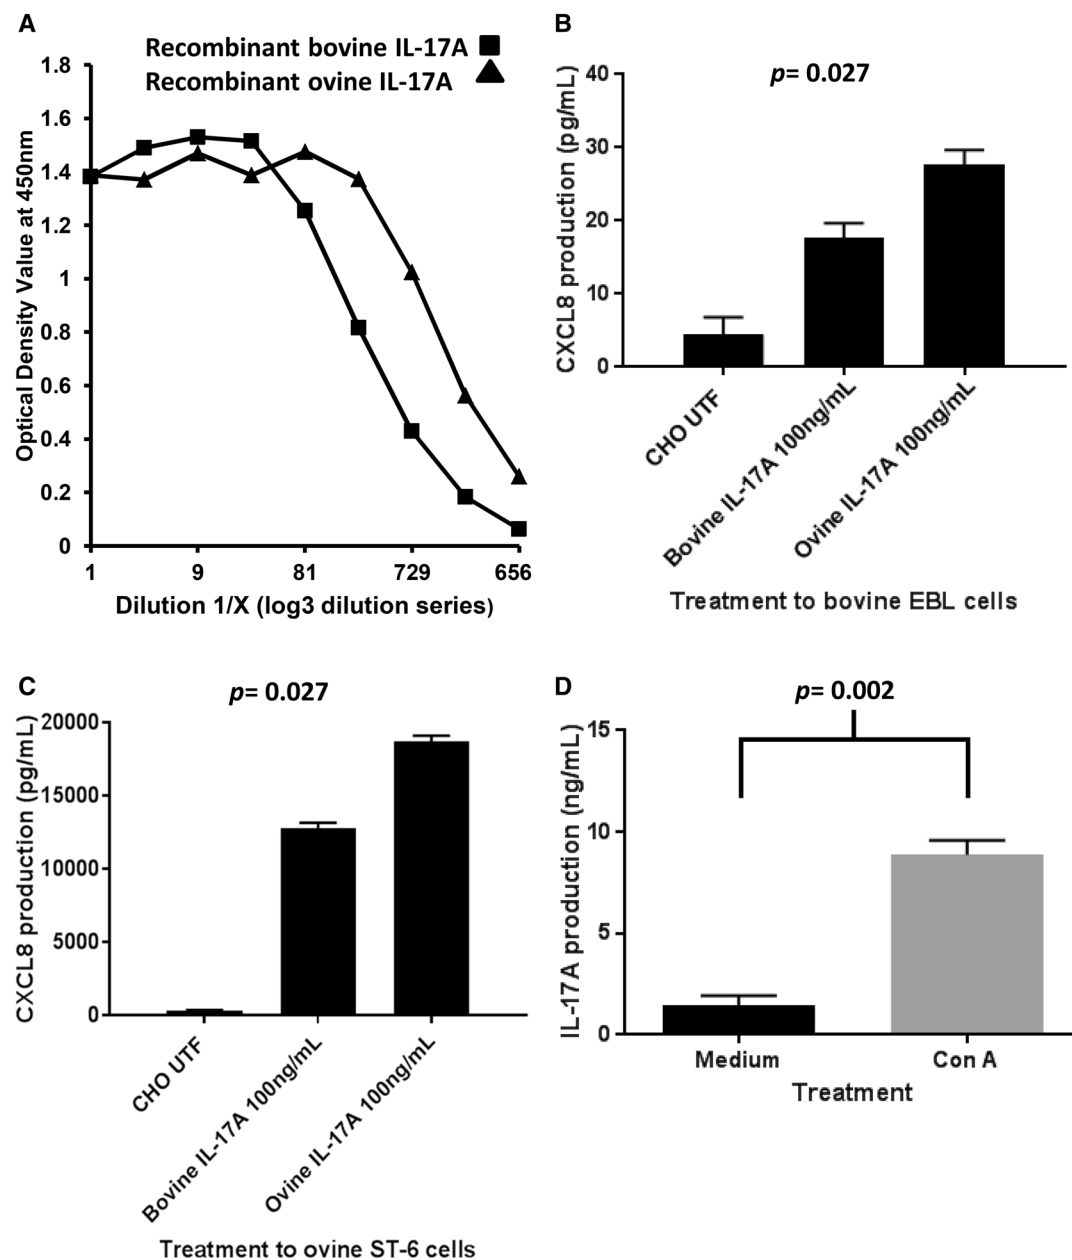 A
Recombinant bovine IL-17A
Recombinant ovine IL-17A
Optical Density Value at 450nm
1.8
1.6
1.4
1.2
1
0.8
0.6
0.4
0.2
0
1 9 81 729 656
Dilution 1/X (log3 dilution series)
B
p= 0.027
CXCL8 production (pg/mL)
40
30
20
10
0
CHO UTF
Bovine IL-17A 100ng/mL
Ovine IL-17A 100ng/mL
Treatment to bovine EBL cells
C
p= 0.027
CXCL8 production (pg/mL)
20000
15000
10000
5000
0
CHO UTF
Bovine IL-17A 100ng/mL
Ovine IL-17A 100ng/mL
Treatment to ovine ST-6 cells
D
p= 0.002
IL-17A production (ng/mL)
15
10
5
0
Medium Con A
Treatment